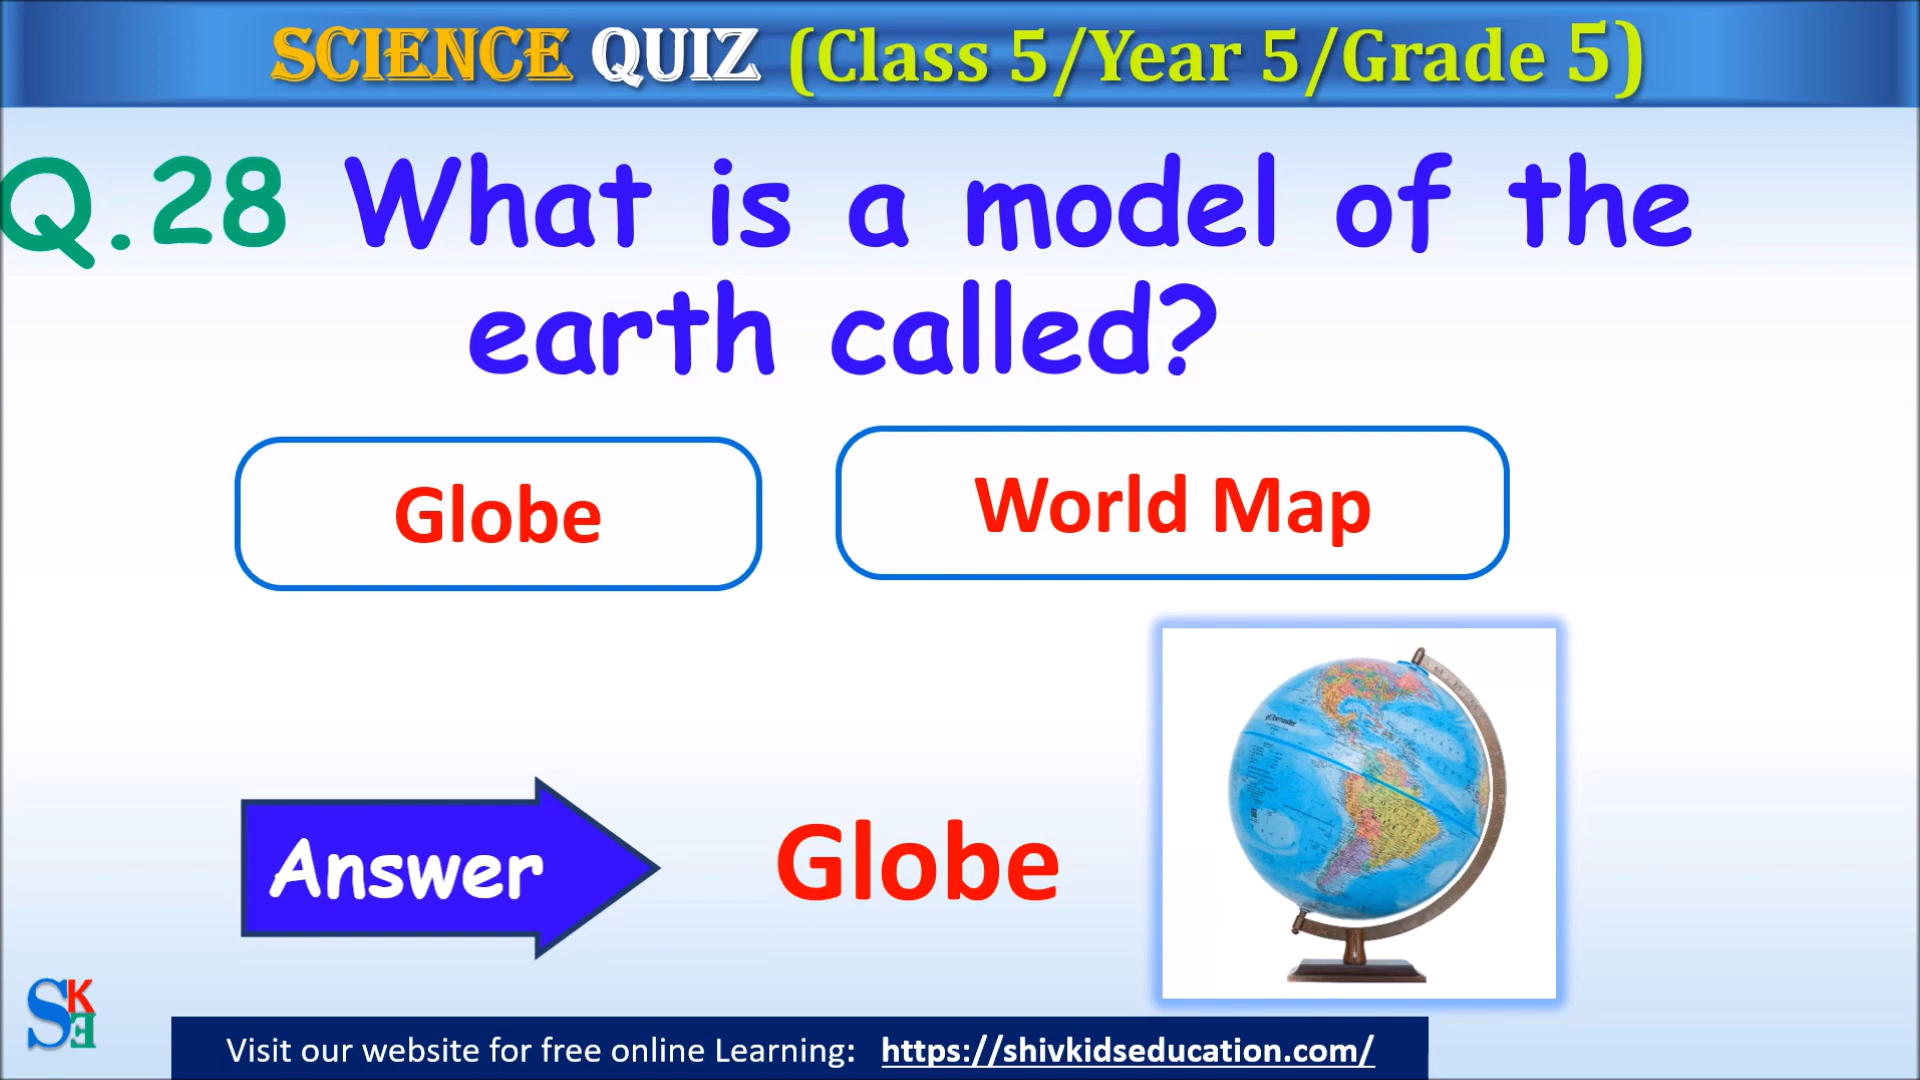 SCIENCE QUIZ (Class 5/Year 5/Grade 5)
Q.28 What is a model of the
earth called?
Globe
World Map
Answer
Globe
SKE
Visit our website for free online Learning: https://shivkidseducation.com/